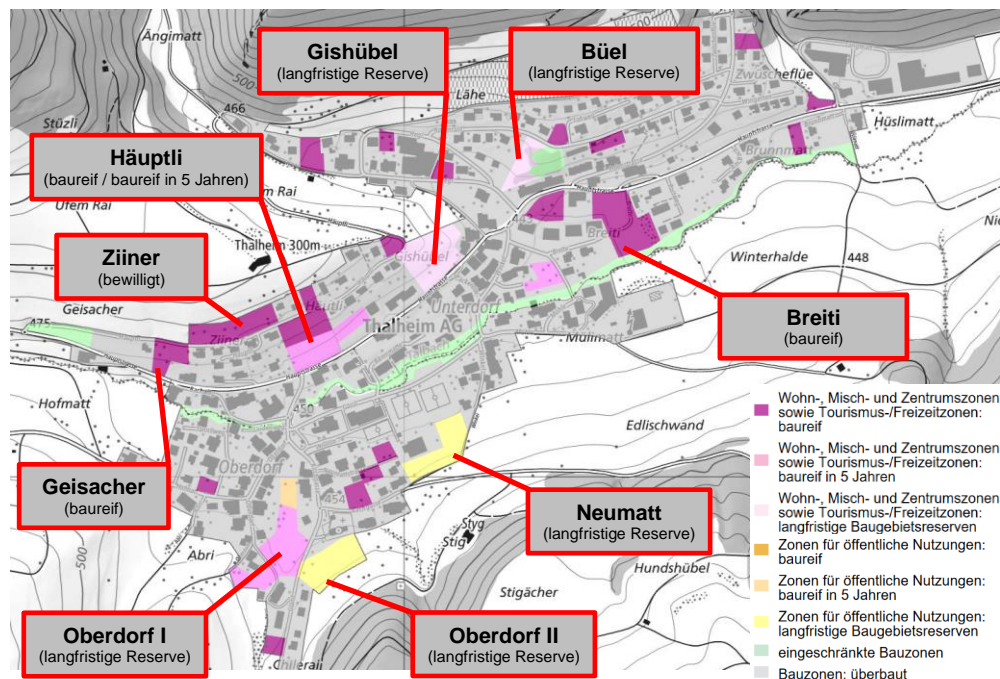 Ängimatt
Gishübel
(langfristige Reserve)
Büel
(langfristige Reserve)
500
Zwüscheflüe
Lähe
466
Stüzli
Hüslimatt
Häuptli
(baureif / baureif in 5 Jahren)
Brunnmatt
Hauptstrasse
Ufem Rai
Thalheim 300m
Gishübel
Breiti
Winterhalde
448
Ziiner
(bewilligt)
Geisacher
475
Ziiner
Unterdorf
Thalheim AG
Mülimatt
Breiti
(baureif)
Hofmatt
450
Edlischwand
Oberdorf
Geisacher
(baureif)
454
Neumatt
(langfristige Reserve)
500
Abri
Styg
Stig
Hundshübel
Stigächer
Oberdorf I
(langfristige Reserve)
Oberdorf II
(langfristige Reserve)
Wohn-, Misch- und Zentrumszonen
sowie Tourismus-/Freizeitzonen:
baureif
Wohn-, Misch- und Zentrumszonen
sowie Tourismus-/Freizeitzonen:
baureif in 5 Jahren
Wohn-, Misch- und Zentrumszonen
sowie Tourismus-/Freizeitzonen:
langfristige Baugebietsreserven
Zonen für öffentliche Nutzungen:
baureif
Zonen für öffentliche Nutzungen:
baureif in 5 Jahren
Zonen für öffentliche Nutzungen:
langfristige Baugebietsreserven
eingeschränkte Bauzonen
Bauzonen: überbaut